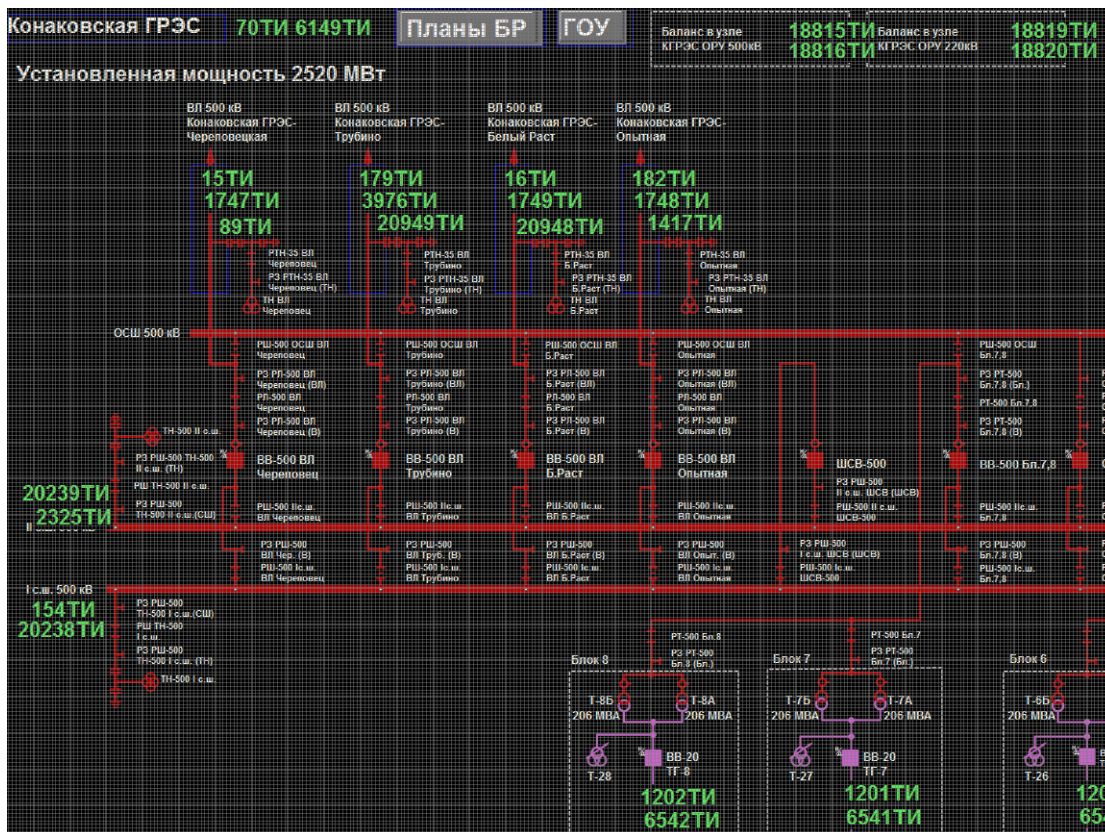 Конаковская ГРЭС 70ТИ 6149ТИ Планы БР ГОУ
Баланс в узле 18815ТИ Баланс в узле 18819ТИ
КГРЭС ОРУ 500кВ 18816ТИ КГРЭС ОРУ 220кВ 18820ТИ
Установленная мощность 2520 МВт
ВЛ 500 кВ
Конаковская ГРЭС-
Череповецкая
ВЛ 500 кВ
Конаковская ГРЭС-
Трубино
ВЛ 500 кВ
Конаковская ГРЭС-
Белый Раст
ВЛ 500 кВ
Конаковская ГРЭС-
Опытная
15ТИ 179ТИ 16ТИ 182ТИ
1747ТИ 3976ТИ 1749ТИ 1748ТИ
89ТИ 20949ТИ 20948ТИ 1417ТИ
РТН-35 ВЛ
Череповец
РЗ РТН-35 ВЛ
Череповец (ТН)
ТН ВЛ
Череповец
РТН-35 ВЛ
Трубино
РЗ РТН-35 ВЛ
Трубино (ТН)
ТН ВЛ
Трубино
РТН-35 ВЛ
Б.Раст
РЗ РТН-35 ВЛ
Б.Раст (ТН)
ТН ВЛ
Б.Раст
РТН-35 ВЛ
Опытная
РЗ РТН-35 ВЛ
Опытная (ТН)
ТН ВЛ
Опытная
ОСШ 500 кВ
РШ-500 ОСШ ВЛ
Череповец
РЗ РЛ-500 ВЛ
Череповец (ВЛ)
РЛ-500 ВЛ
Череповец
РЗ РЛ-500 ВЛ
Череповец (В)
ВВ-500 ВЛ
Череповец
РШ-500 ОСШ ВЛ
Трубино
РЗ РЛ-500 ВЛ
Трубино (ВЛ)
РЛ-500 ВЛ
Трубино
РЗ РЛ-500 ВЛ
Трубино (В)
ВВ-500 ВЛ
Трубино
РШ-500 ОСШ ВЛ
Б.Раст
РЗ РЛ-500 ВЛ
Б.Раст (ВЛ)
РЛ-500 ВЛ
Б.Раст
РЗ РЛ-500 ВЛ
Б.Раст (В)
ВВ-500 ВЛ
Б.Раст
РШ-500 ОСШ ВЛ
Опытная
РЗ РЛ-500 ВЛ
Опытная (ВЛ)
РЛ-500 ВЛ
Опытная
РЗ РЛ-500 ВЛ
Опытная (В)
ВВ-500 ВЛ
Опытная
РШ-500 ОСШ
Бл.7,8
РЗ РТ-500
Бл.7,8 (Бл.)
РТ-500 Бл.7,8
РЗ РТ-500
Бл.7,8 (В)
ВВ-500 Бл.7,8
ШСВ-500
РЗ РШ-500
II с.ш. ШСВ (ШСВ)
РШ-500 II с.ш.
ШСВ-500
ТН-500 II с.ш.
РЗ РШ-500 ТН-500
II с.ш. (ТН)
РШ ТН-500 II с.ш.
РЗ РШ-500
ТН-500 II с.ш.(СШ)
20239ТИ
2325ТИ
РШ-500 IIс.ш.
ВЛ Череповец
РШ-500 IIс.ш.
ВЛ Трубино
РШ-500 IIс.ш.
ВЛ Б.Раст
РШ-500 IIс.ш.
ВЛ Опытная
РШ-500 IIс.ш.
Бл.7,8
РЗ РШ-500
ВЛ Чер. (В)
РШ-500 Iс.ш.
ВЛ Череповец
РЗ РШ-500
ВЛ Труб. (В)
РШ-500 Iс.ш.
ВЛ Трубино
РЗ РШ-500
ВЛ Б.Раст (В)
РШ-500 Iс.ш.
ВЛ Б.Раст
РЗ РШ-500
ВЛ Опыт. (В)
РШ-500 Iс.ш.
ВЛ Опытная
РЗ РШ-500
I с.ш. ШСВ (ШСВ)
РШ-500 Iс.ш.
ШСВ-500
РЗ РШ-500
Бл.7,8 (В)
РШ-500 Iс.ш.
Бл.7,8
I с.ш. 500 кВ
154ТИ
20238ТИ
РЗ РШ-500
ТН-500 I с.ш.(СШ)
РШ ТН-500
I с.ш.
РЗ РШ-500
ТН-500 I с.ш. (ТН)
ТН-500 I с.ш.
РТ-500 Бл.8
РЗ РТ-500
Бл.8 (Бл.)
РТ-500 Бл.7
РЗ РТ-500
Бл.7 (Бл.)
Блок 8 Блок 7 Блок 6
Т-8Б Т-8А Т-7Б Т-7А Т-6Б
206 МВА 206 МВА 206 МВА 206 МВА 206 МВА
ВВ-20
ТГ-8
ВВ-20
ТГ-7
Т-28 Т-27 Т-26
1202ТИ 1201ТИ
6542ТИ 6541ТИ